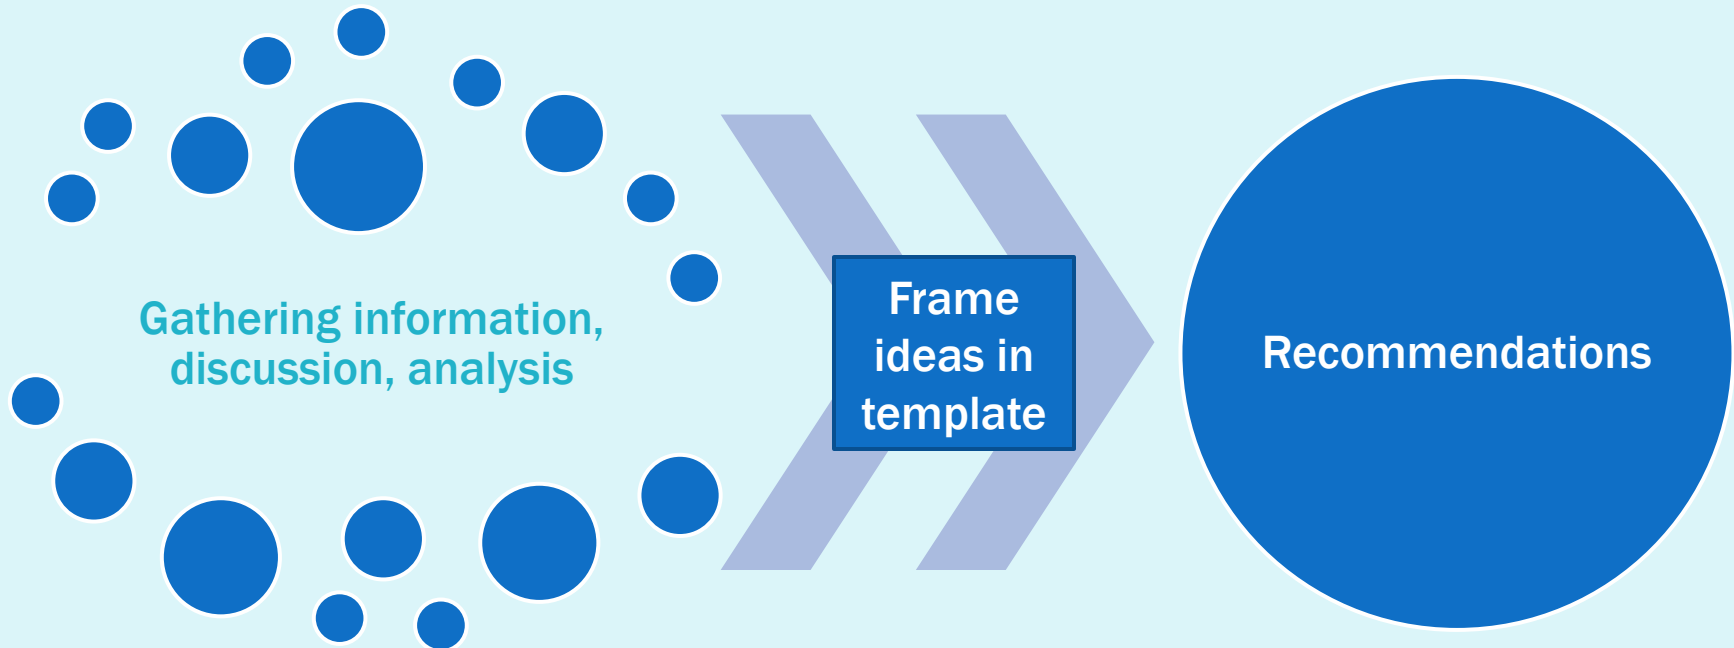 Gathering information,
discussion, analysis
Frame
ideas in
template
Recommendations